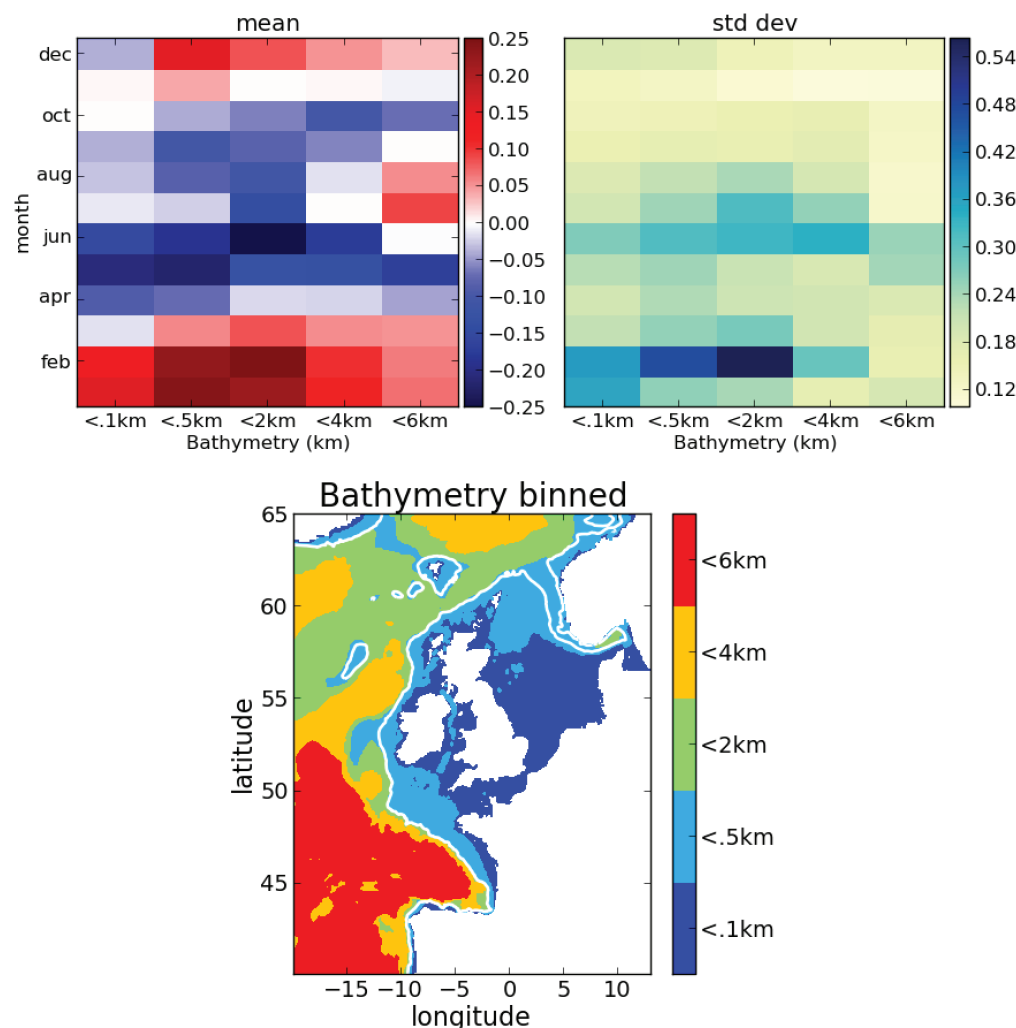 mean
dec
oct
aug
jun
apr
feb
month
<.1km <.5km <2km <4km <6km
Bathymetry (km)
0.25
0.20
0.15
0.10
0.05
0.00
−0.05
−0.10
−0.15
−0.20
−0.25
std dev
<.1km <.5km <2km <4km <6km
Bathymetry (km)
0.54
0.48
0.42
0.36
0.30
0.24
0.18
0.12
Bathymetry binned
65
60
55
50
45
latitude
−15 −10 −5 0 5 10
longitude
<6km
<4km
<2km
<.5km
<.1km